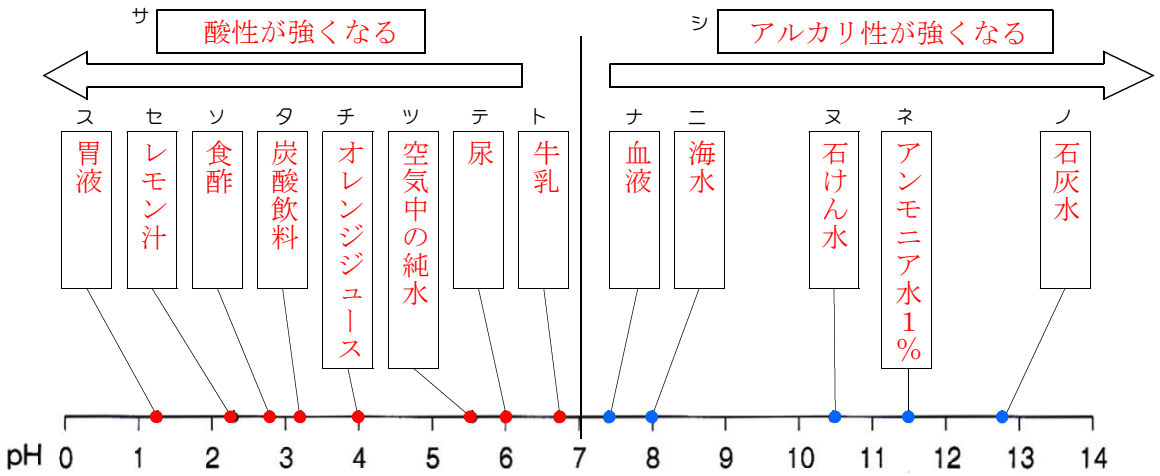 サ
酸性が強くなる
シ
アルカリ性が強くなる
ス
セ
ソ
タ
チ
ツ
テ
ト
ナ
ニ
ヌ
ネ
ノ
胃液
レモン汁
食酢
炭酸飲料
オレンジジュース
空気中の純水
尿
牛乳
血液
海水
石けん水
アンモニア水1%
石灰水
pH 0 1 2 3 4 5 6 7 8 9 10 11 12 13 14